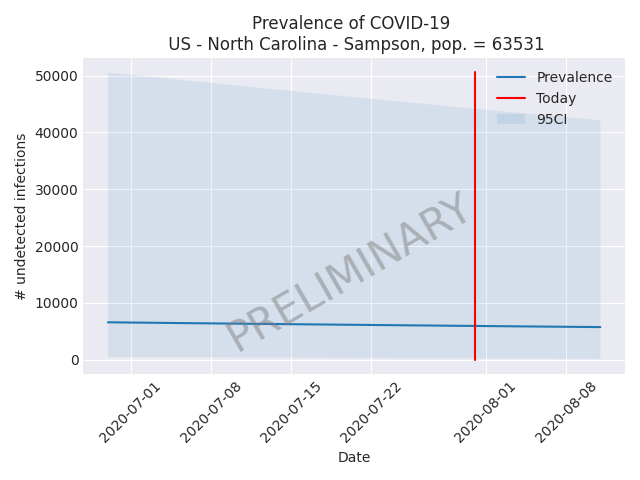 Prevalence of COVID-19
US - North Carolina - Sampson, pop. = 63531
Prevalence
Today
95CI
# undetected infections
50000
40000
30000
20000
10000
0
PRELIMINARY
2020-07-01
2020-07-08
2020-07-15
2020-07-22
2020-08-01
2020-08-08
Date